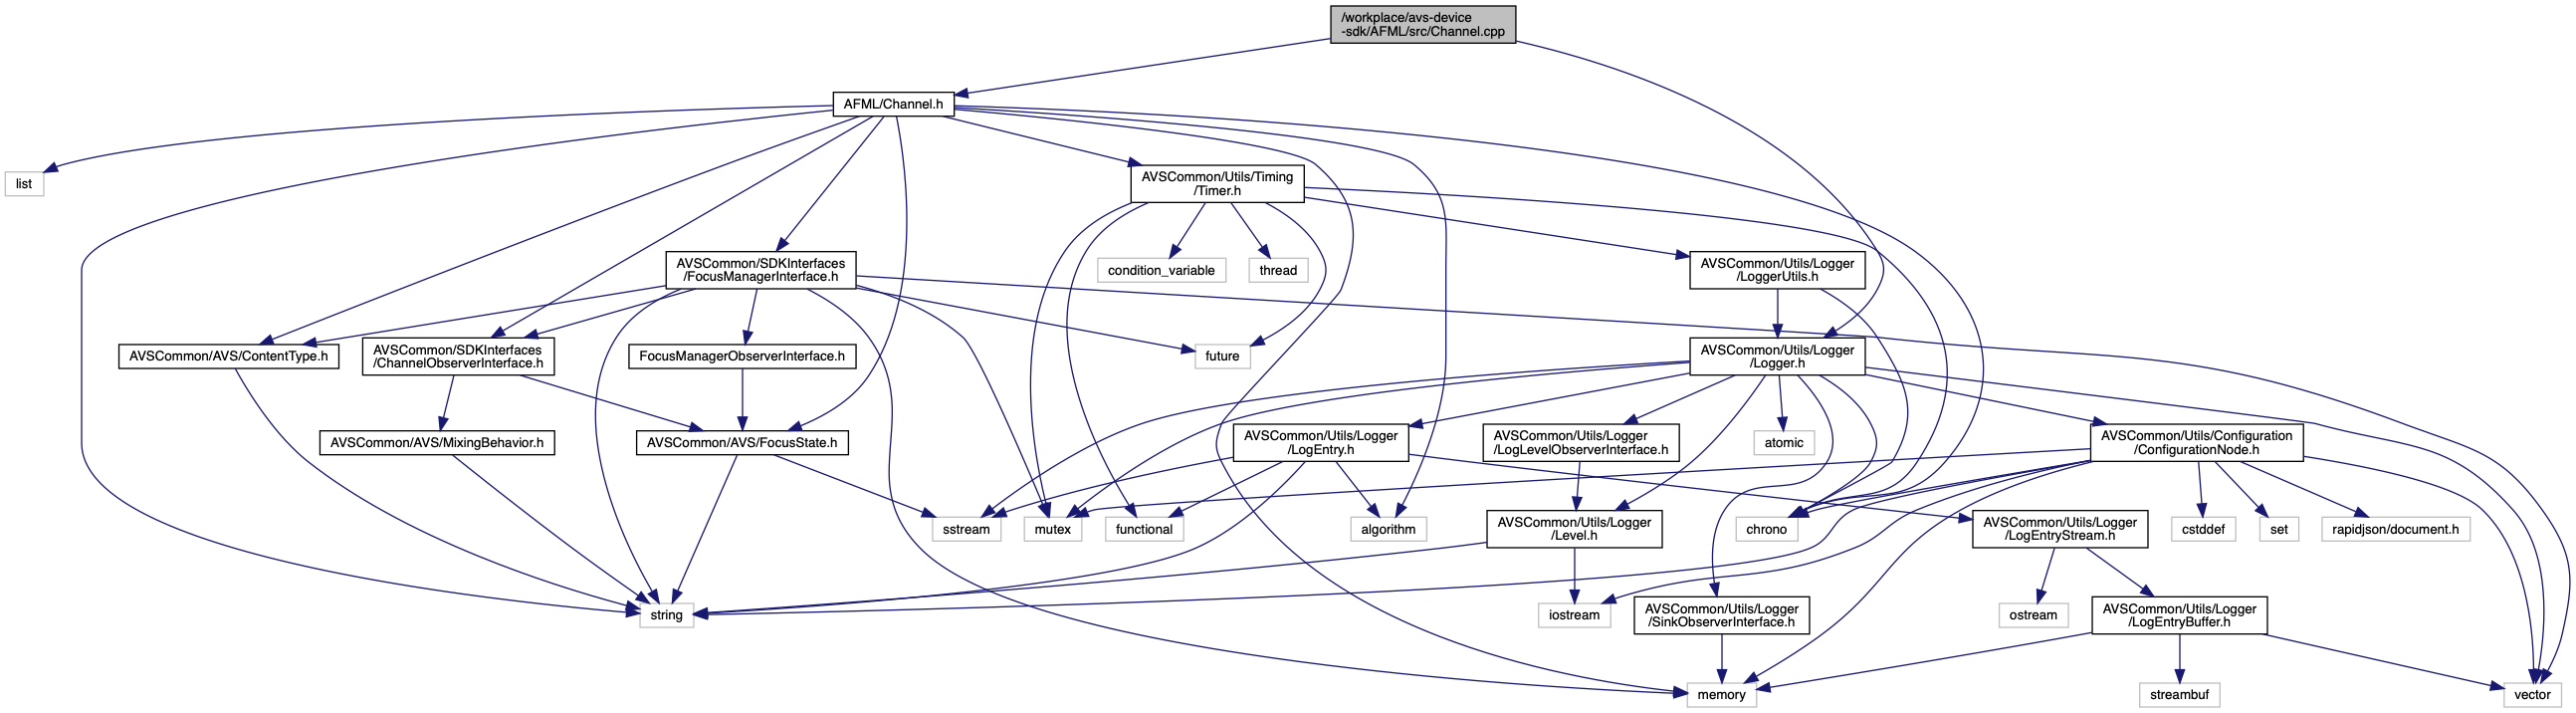 /workplace/avs-device
-sdk/AFML/src/Channel.cpp
AFML/Channel.h
list
AVSCommon/Utils/Timing
/Timer.h
AVSCommon/SDKInterfaces
/FocusManagerInterface.h
condition_variable
thread
AVSCommon/Utils/Logger
/LoggerUtils.h
AVSCommon/AVS/ContentType.h
AVSCommon/SDKInterfaces
/ChannelObserverInterface.h
FocusManagerObserverInterface.h
future
AVSCommon/Utils/Logger
/Logger.h
AVSCommon/AVS/MixingBehavior.h
AVSCommon/AVS/FocusState.h
AVSCommon/Utils/Logger
/LogEntry.h
AVSCommon/Utils/Logger
/LogLevelObserverInterface.h
atomic
AVSCommon/Utils/Configuration
/ConfigurationNode.h
sstream
mutex
functional
algorithm
AVSCommon/Utils/Logger
/Level.h
chrono
AVSCommon/Utils/Logger
/LogEntryStream.h
cstddef
set
rapidjson/document.h
string
iostream
AVSCommon/Utils/Logger
/SinkObserverInterface.h
ostream
AVSCommon/Utils/Logger
/LogEntryBuffer.h
memory
streambuf
vector